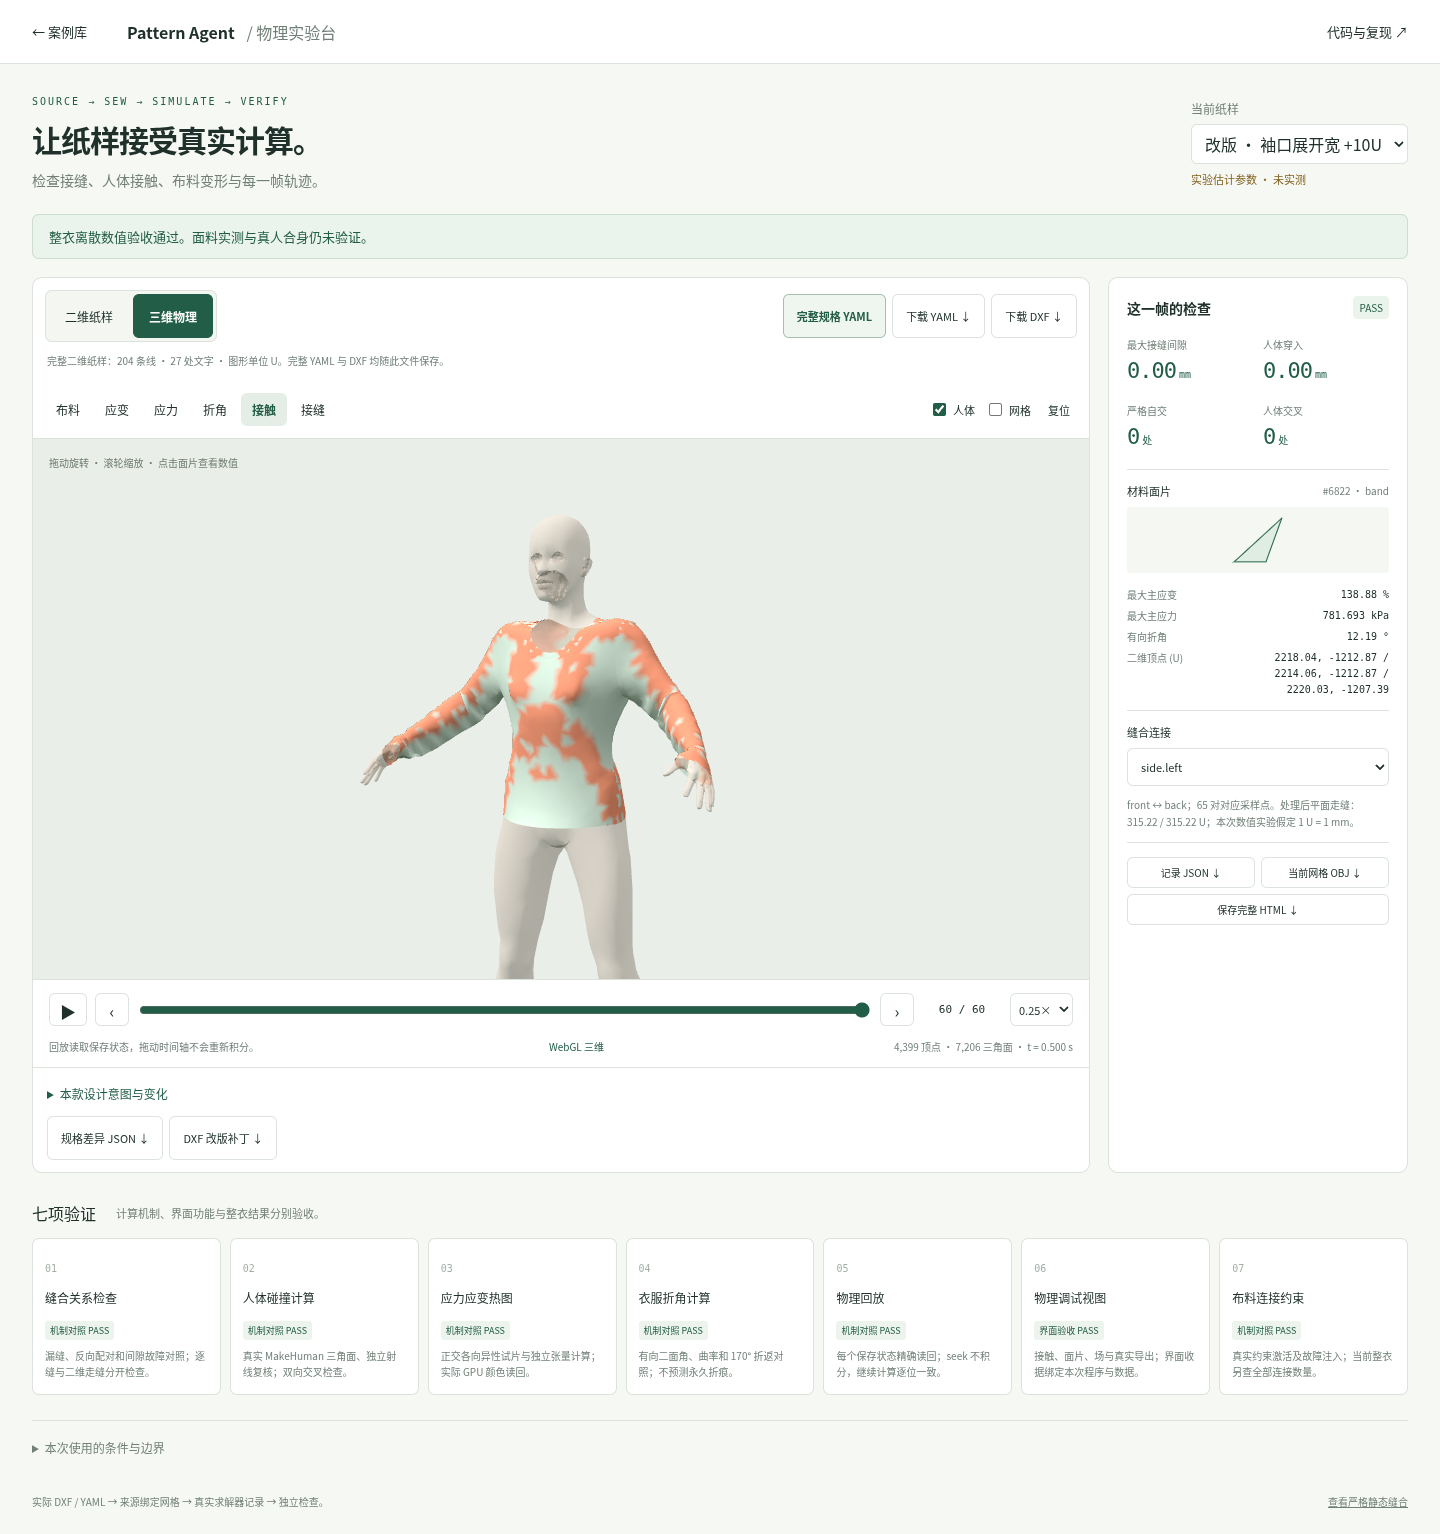 ← 案例库
Pattern Agent / 物理实验台
代码与复现 ↗
SOURCE → SEW → SIMULATE → VERIFY
让纸样接受真实计算。
检查接缝、人体接触、布料变形与每一帧轨迹。
当前纸样
改版 · 袖口展开宽 +10U
实验估计参数 · 未实测
整衣离散数值验收通过。面料实测与真人合身仍未验证。
二维纸样
三维物理
完整规格 YAML
下载 YAML ↓
下载 DXF ↓
完整二维纸样：204 条线 · 27 处文字 · 图形单位 U。完整 YAML 与 DXF 均随此文件保存。
布料
应变
应力
折角
接触
接缝
人体
网格
复位
拖动旋转 · 滚轮缩放 · 点击面片查看数值
▶
‹
›
60 / 60
0.25×
回放读取保存状态，拖动时间轴不会重新积分。
WebGL 三维
4,399 顶点 · 7,206 三角面 · t = 0.500 s
▶ 本款设计意图与变化
规格差异 JSON ↓
DXF 改版补丁 ↓
这一帧的检查
PASS
最大接缝间隙
人体穿入
0.00 mm
0.00 mm
严格自交
人体交叉
0 处
0 处
材料面片
#6822 · band
最大主应变
138.88 %
最大主应力
781.693 kPa
有向折角
12.19 °
二维顶点 (U)
2218.04, -1212.87 /
2214.06, -1212.87 /
2220.03, -1207.39
缝合连接
side.left
front ↔ back；65 对对应采样点。处理后平面走缝：
315.22 / 315.22 U；本次数值实验假定 1 U = 1 mm。
记录 JSON ↓
当前网格 OBJ ↓
保存完整 HTML ↓
七项验证
计算机制、界面功能与整衣结果分别验收。
01
缝合关系检查
机制对照 PASS
漏缝、反向配对和间隙故障对照；逐
缝与二维走缝分开检查。
02
人体碰撞计算
机制对照 PASS
真实 MakeHuman 三角面、独立射
线复核；双向交叉检查。
03
应力应变热图
机制对照 PASS
正交各向异性试片与独立张量计算；
实际 GPU 颜色读回。
04
衣服折角计算
机制对照 PASS
有向二面角、曲率和 170° 折返对
照；不预测永久折痕。
05
物理回放
机制对照 PASS
每个保存状态精确读回；seek 不积
分，继续计算逐位一致。
06
物理调试视图
界面验收 PASS
接触、面片、场与真实导出；界面收
据绑定本次程序与数据。
07
布料连接约束
机制对照 PASS
真实约束激活及故障注入；当前整衣
另查全部连接数量。
▶ 本次使用的条件与边界
实际 DXF / YAML → 来源绑定网格 → 真实求解器记录 → 独立检查。
查看严格静态缝合